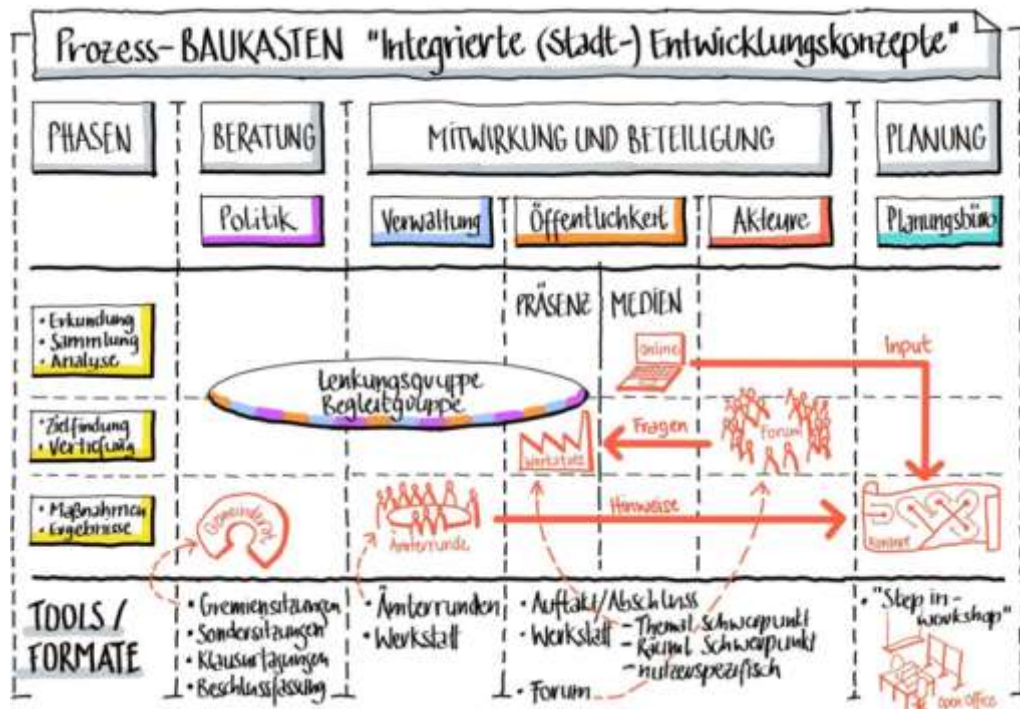 Prozess-BAUKASTEN "Integrierte (Stadt-) Entwicklungskonzepte"
PHASEN
BERATUNG
MITWIRKUNG UND BETEILIGUNG
PLANUNG
Politik
Verwaltung
Öffentlichkeit
Akteure
Planungsbüro
PRÄSENZ
MEDIEN
• Erkundung
• Sammlung
• Analyse
Online
Input
Lenkungsgruppe
Begleitgruppe
• Zielfindung
• Vertiefung
Werkstatt
Fragen
Forum
• Maßnahmen
• Ergebnisse
Gemeinderat
Ämterrunde
Hinweise
Konzept
TOOLS /
FORMATE
• Gremiensitzungen
• Sondersitzungen
• Klausurtagungen
• Beschlussfassung
• Ämterrunden
• Werkstatt
• Auftakt/Abschluss
• Werkstatt
- Themat. Schwerpunkt
- Räuml. Schwerpunkt
- nutzerspezifisch
• Forum
• "Step in-
workshop"
open office